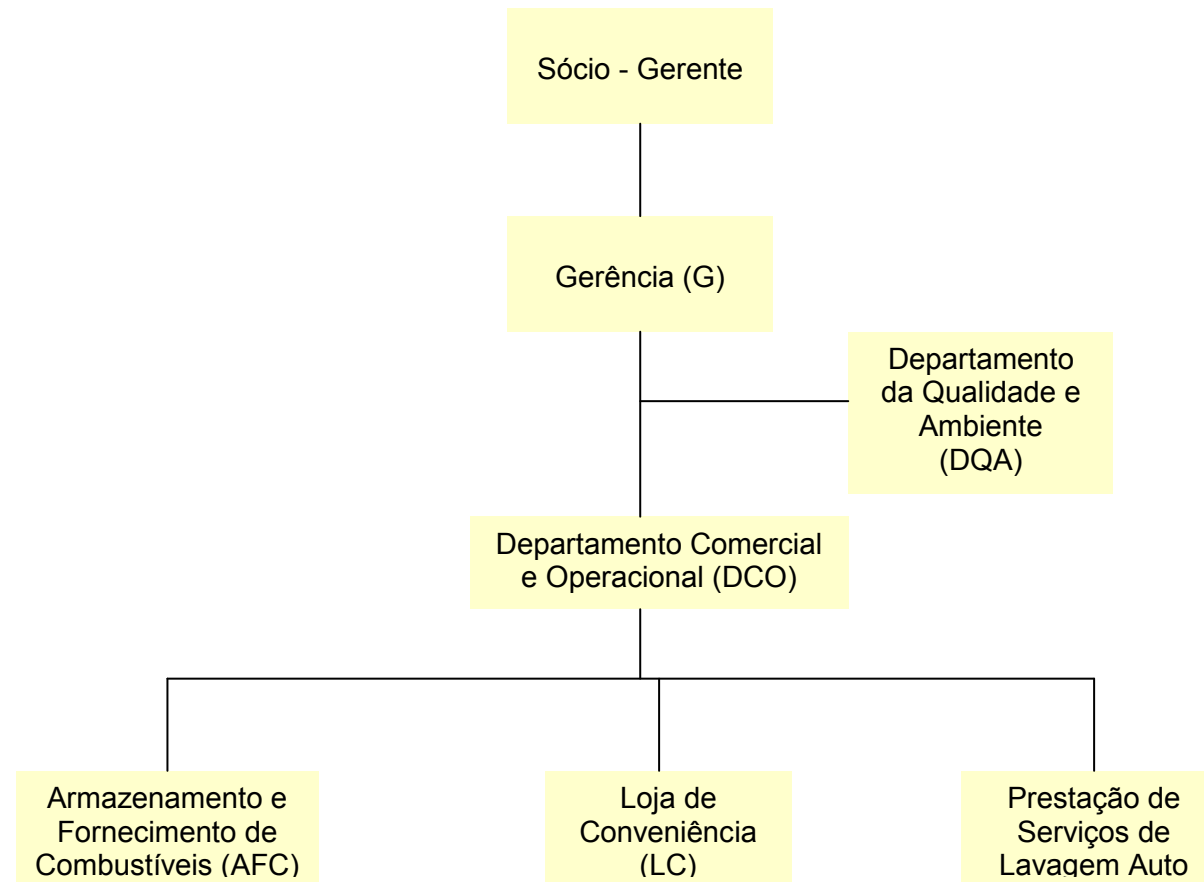 Sócio - Gerente
Gerência (G)
Departamento
da Qualidade e
Ambiente
(DQA)
Departamento Comercial
e Operacional (DCO)
Armazenamento e
Fornecimento de
Combustíveis (AFC)
Loja de
Conveniência
(LC)
Prestação de
Serviços de
Lavagem Auto